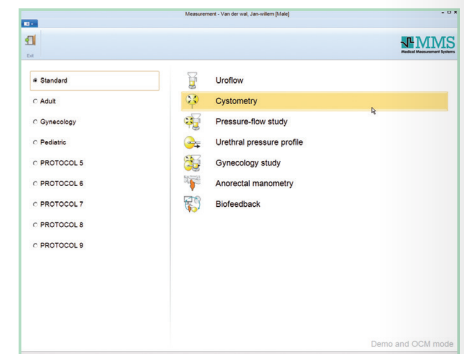 Measurement - Van der wal, Jan-willem [Male]
Exit
MMS
Medical Measurement Systems
Standard
Adult
Gynecology
Pediatric
PROTOCOL 5
PROTOCOL 6
PROTOCOL 7
PROTOCOL 8
PROTOCOL 9
Uroflow
Cystometry
Pressure-flow study
Urethral pressure profile
Gynecology study
Anorectal manometry
Biofeedback
Demo and OCM mode